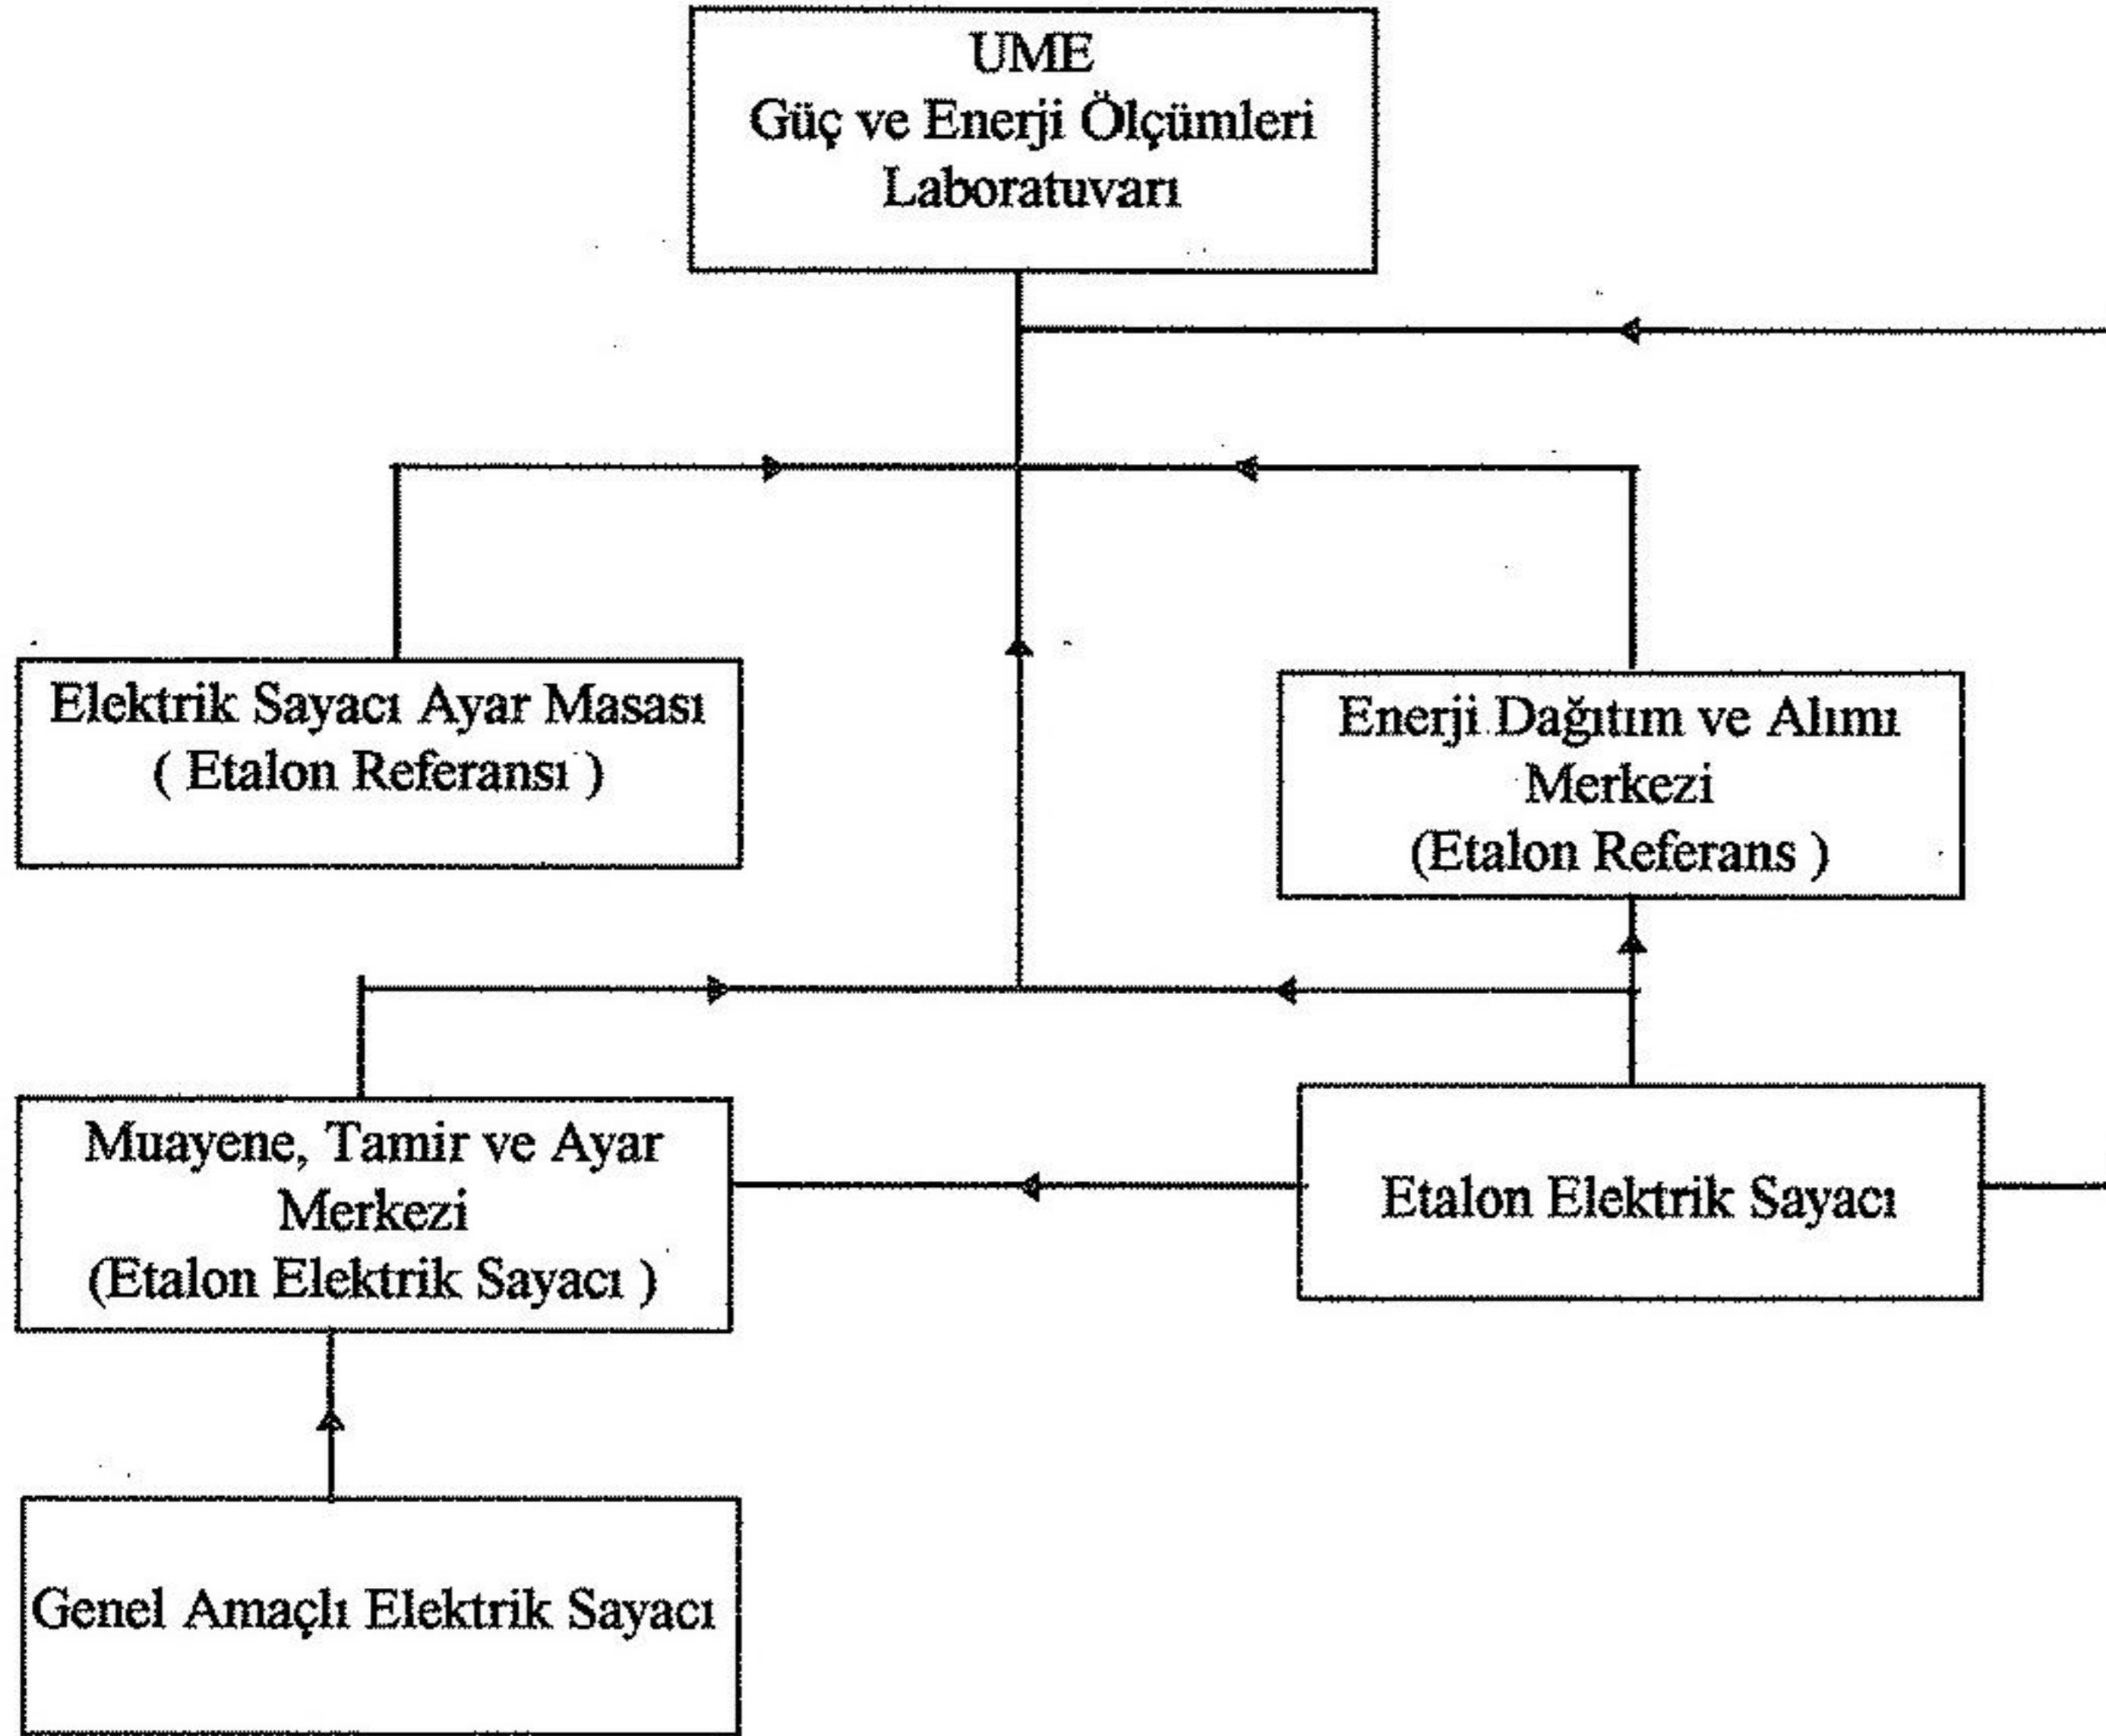 UME
Güç ve Enerji Ölçümleri
Laboratuvarı
Elektrik Sayacı Ayar Masası
( Etalon Referansı )
Enerji Dağıtım ve Alımı
Merkezi
(Etalon Referans )
Muayene, Tamir ve Ayar
Merkezi
(Etalon Elektrik Sayacı )
Etalon Elektrik Sayacı
Genel Amaçlı Elektrik Sayacı